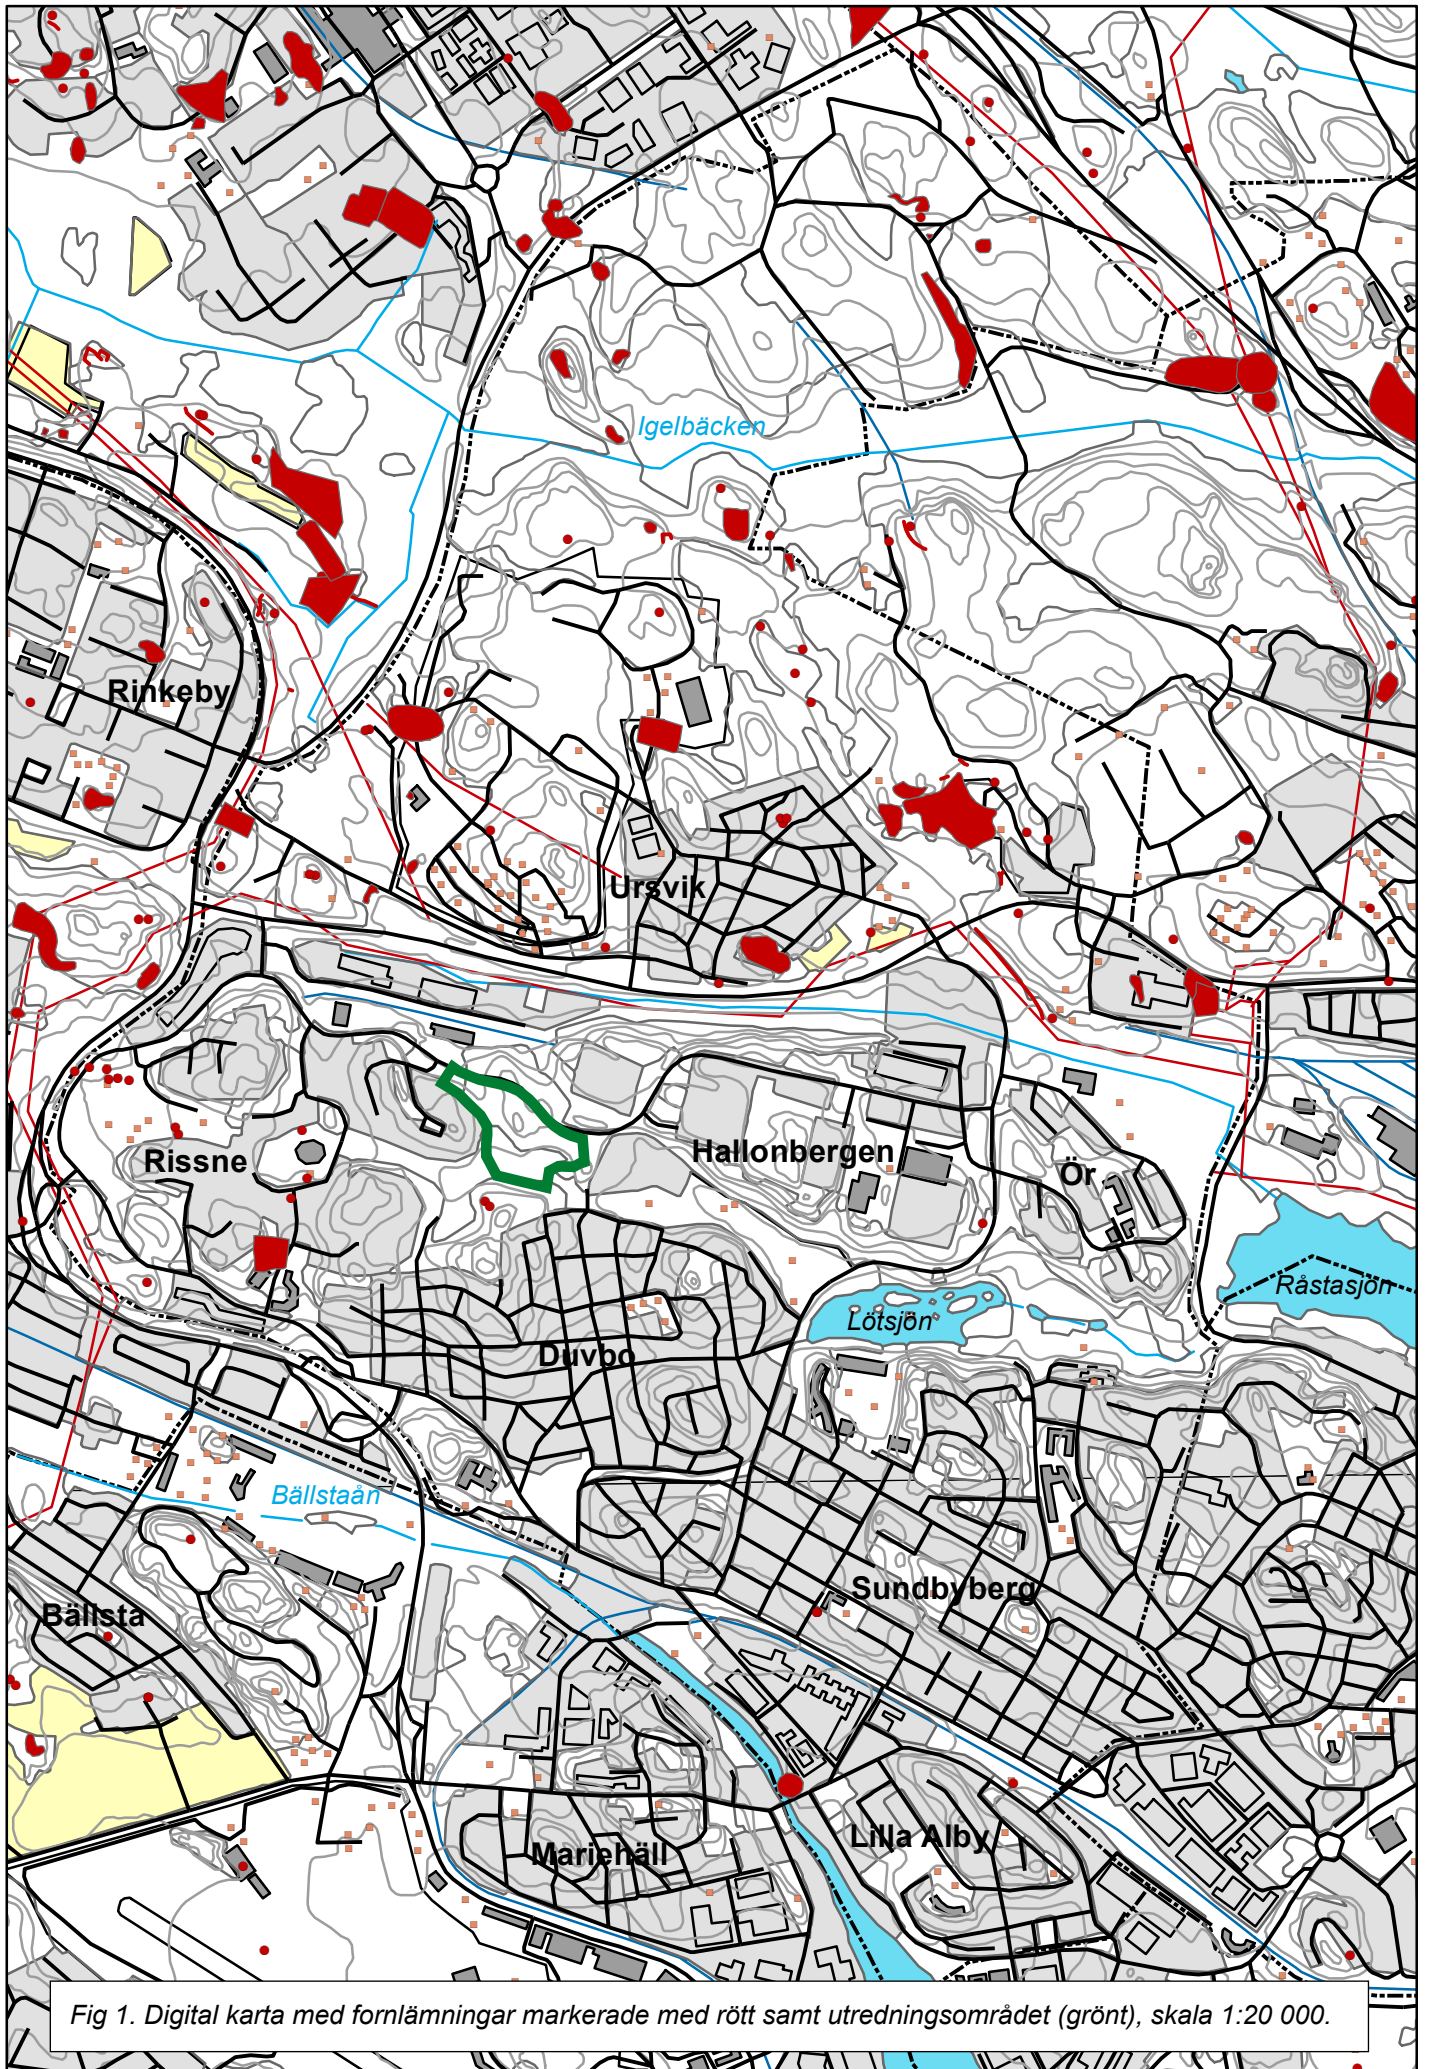 Igelbäcken
Rinkeby
Ursvik
Rissne
Hallonbergen
Ör
Råstasjön
Lötsjön
Duvbo
Bällstaån
Sundbyberg
Bällsta
Mariehäll
Lilla Alby
Fig 1. Digital karta med fornlämningar markerade med rött samt utredningsområdet (grönt), skala 1:20 000.